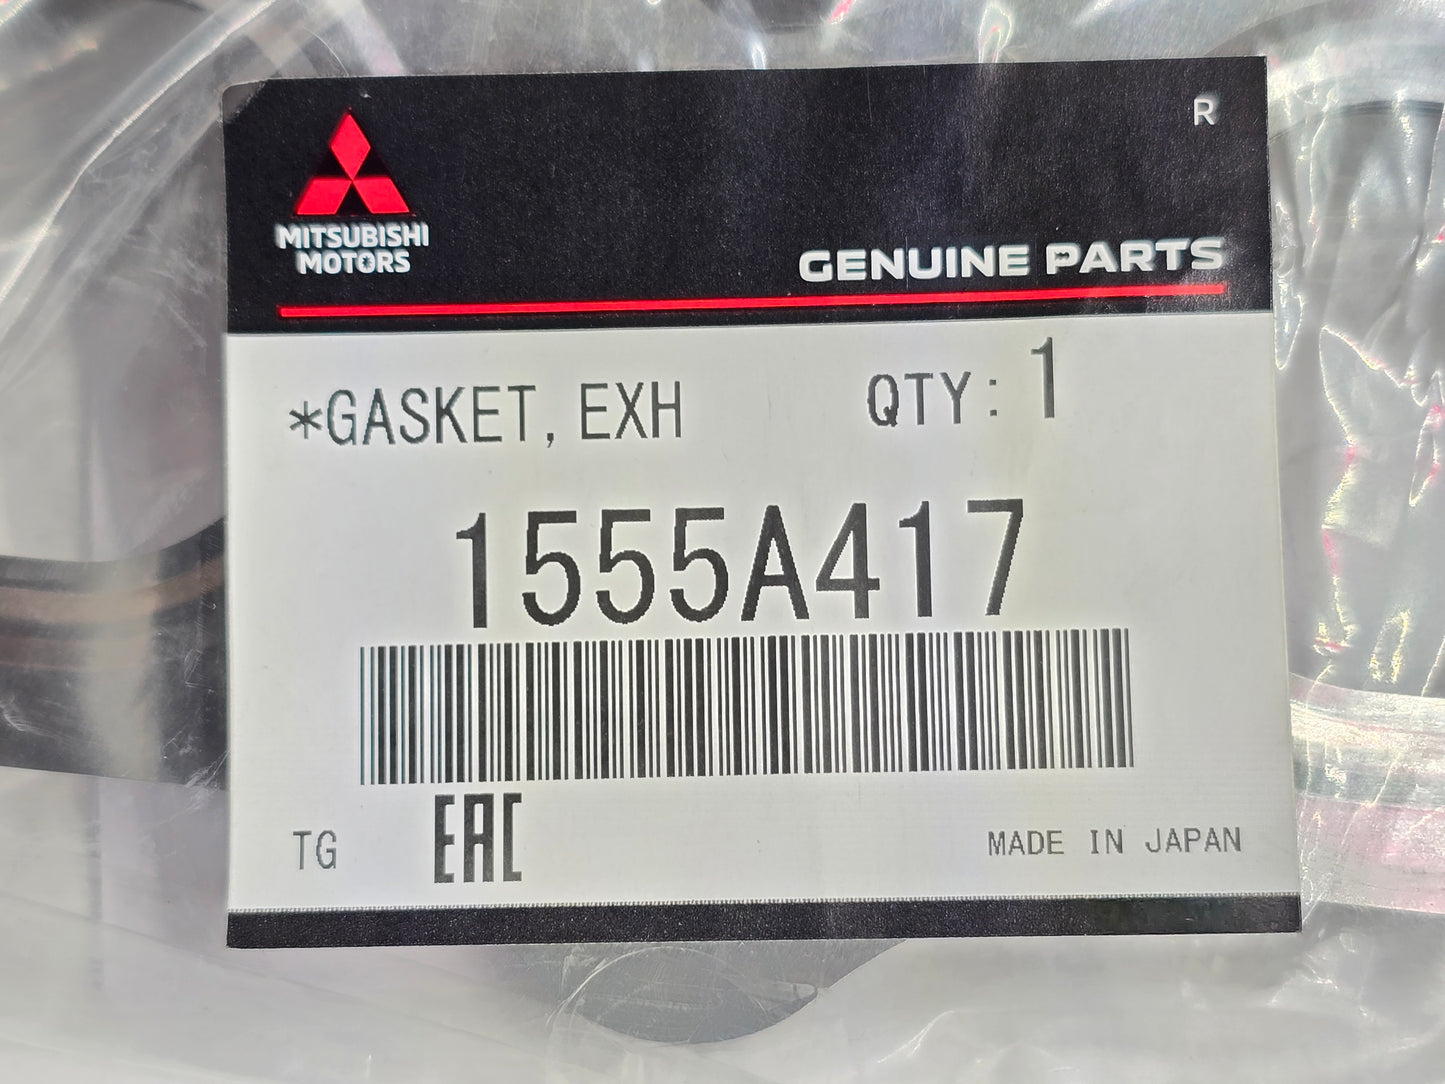 R
MITSUBISHI
MOTORS
GENUINE PARTS
*GASKET, EXH QTY: 1
1555A417
TG EAC MADE IN JAPAN